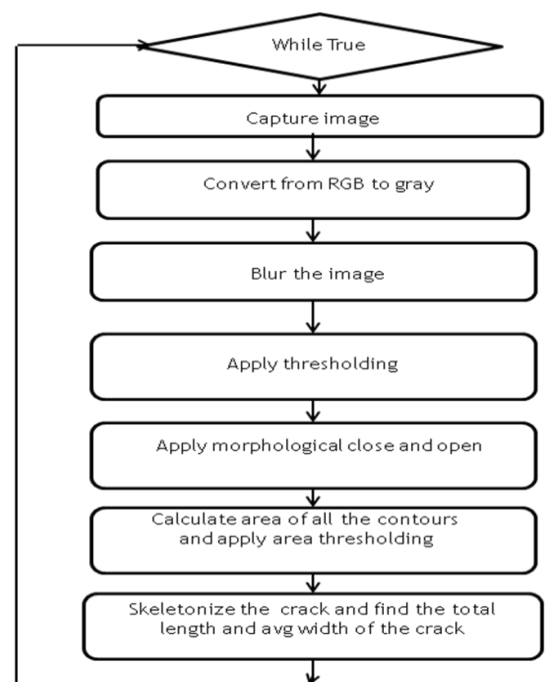 While True
Capture image
Convert from RGB to gray
Blur the image
Apply thresholding
Apply morphological close and open
Calculate area of all the contours
and apply area thresholding
Skeletonize the crack and find the total
length and avg width of the crack